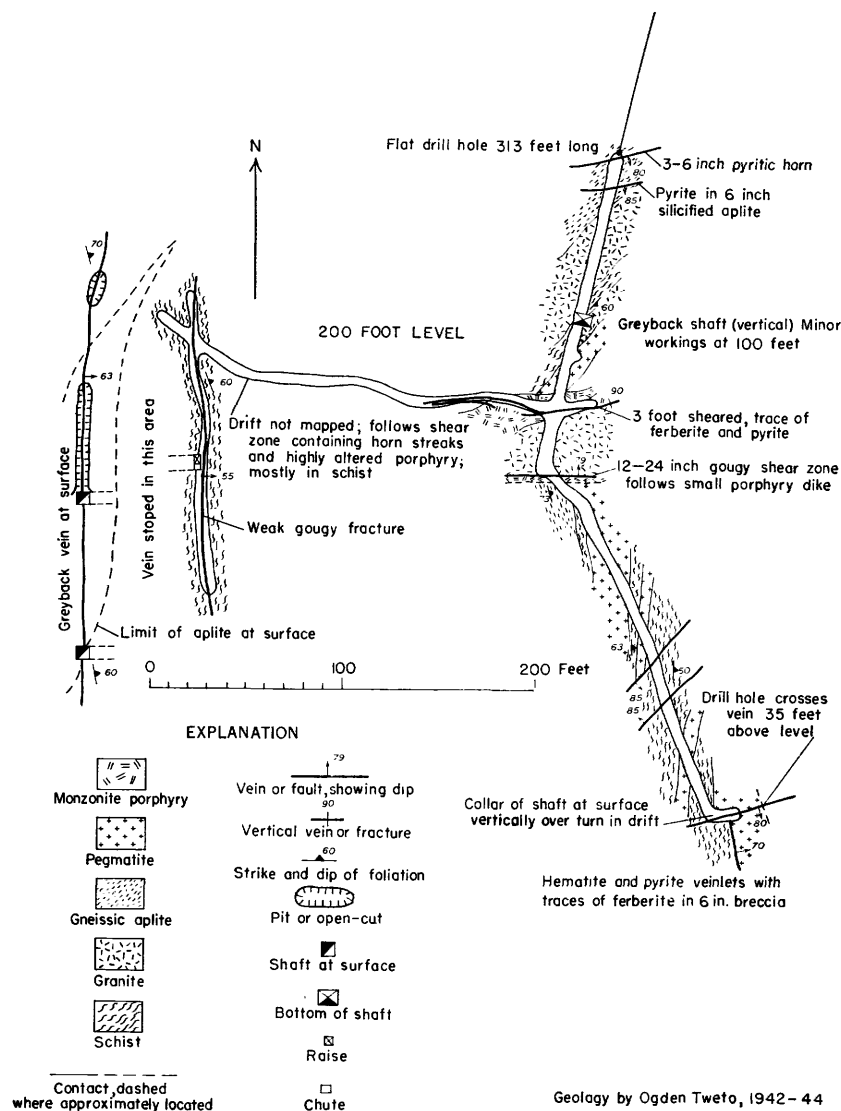 Flat drill hole 313 feet long
3-6 inch pyritic horn
80
85
Pyrite in 6 inch
silicified aplite
N
70
60
Greyback shaft (vertical) Minor
workings at 100 feet
200 FOOT LEVEL
63
60
90
3 foot sheared, trace of
ferberite and pyrite
Drift not mapped; follows shear
zone containing horn streaks
and highly altered porphyry;
mostly in schist
12-24 inch gougy shear zone
follows small porphyry dike
55
Weak gougy fracture
Greyback vein at surface
Vein stoped in this area
Limit of aplite at surface
60
0 100 200 Feet
63
50
85
85
Drill hole crosses
vein 35 feet
above level
Collar of shaft at surface
vertically over turn in drift
80
70
Hematite and pyrite veinlets with
traces of ferberite in 6 in. breccia
EXPLANATION
Monzonite porphyry
Pegmatite
Gneissic aplite
Granite
Schist
Contact, dashed
where approximately located
79
Vein or fault, showing dip
90
Vertical vein or fracture
60
Strike and dip of foliation
Pit or open-cut
Shaft at surface
Bottom of shaft
Raise
Chute
Geology by Ogden Tweto, 1942-44